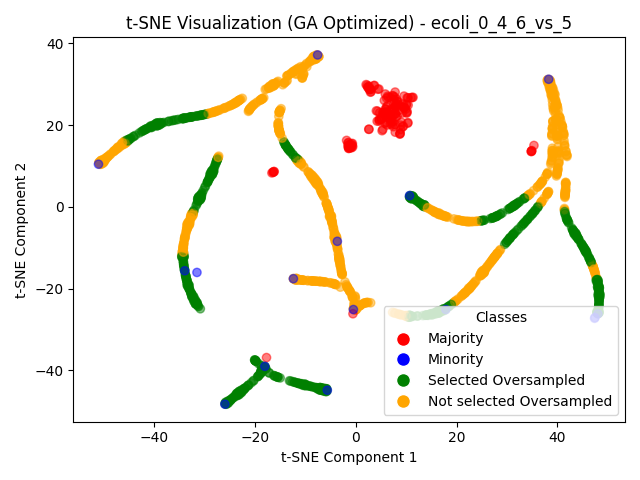 t-SNE Visualization (GA Optimized) - ecoli_0_4_6_vs_5
40
20
0
−20
−40
t-SNE Component 2
−40
−20
0
20
40
t-SNE Component 1
Classes
Majority
Minority
Selected Oversampled
Not selected Oversampled